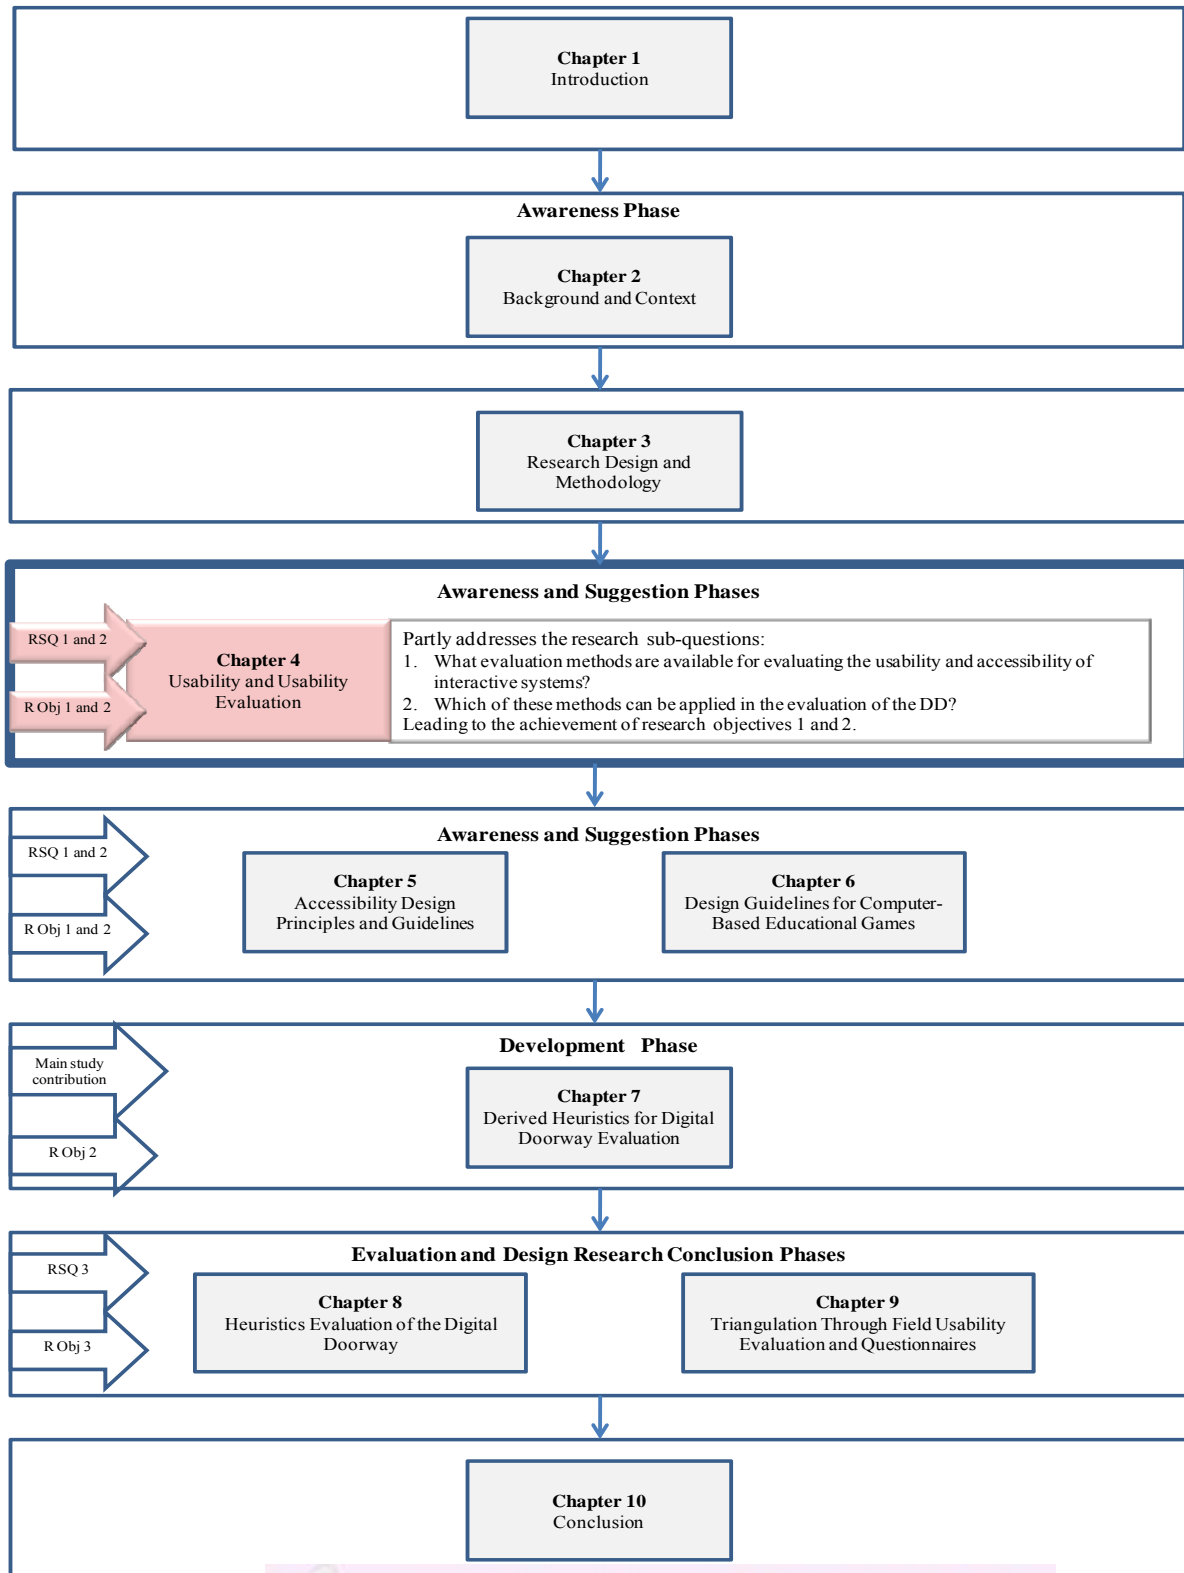 Chapter 1
Introduction
Awareness Phase
Chapter 2
Background and Context
Chapter 3
Research Design and
Methodology
Awareness and Suggestion Phases
RSQ 1 and 2
R Obj 1 and 2
Chapter 4
Usability and Usability
Evaluation
Partly addresses the research sub-questions:
1. What evaluation methods are available for evaluating the usability and accessibility of
interactive systems?
2. Which of these methods can be applied in the evaluation of the DD?
Leading to the achievement of research objectives 1 and 2.
Awareness and Suggestion Phases
RSQ 1 and 2
R Obj 1 and 2
Chapter 5
Accessibility Design
Principles and Guidelines
Chapter 6
Design Guidelines for Computer-
Based Educational Games
Development Phase
Main study
contribution
R Obj 2
Chapter 7
Derived Heuristics for Digital
Doorway Evaluation
Evaluation and Design Research Conclusion Phases
RSQ 3
R Obj 3
Chapter 8
Heuristics Evaluation of the Digital
Doorway
Chapter 9
Triangulation Through Field Usability
Evaluation and Questionnaires
Chapter 10
Conclusion